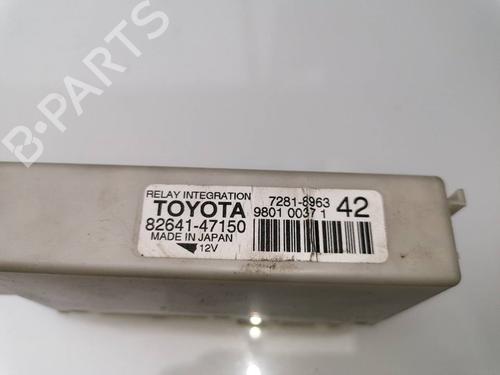 B-PARTS
RELAY INTEGRATION
TOYOTA
82641-47150
MADE IN JAPAN
12V
7281-8963
9801 0037 1
42